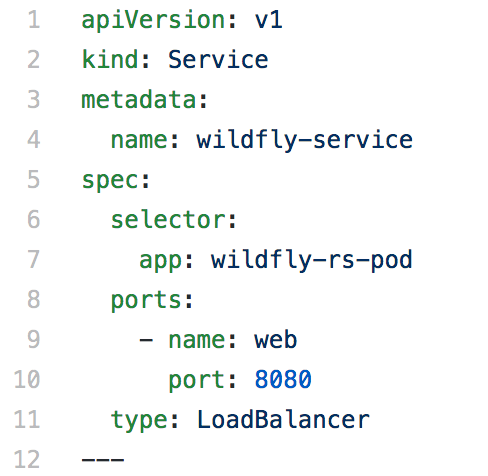 1 apiVersion: v1
2 kind: Service
3 metadata:
4   name: wildfly-service
5 spec:
6   selector:
7     app: wildfly-rs-pod
8   ports:
9     - name: web
10       port: 8080
11   type: LoadBalancer
12 ---